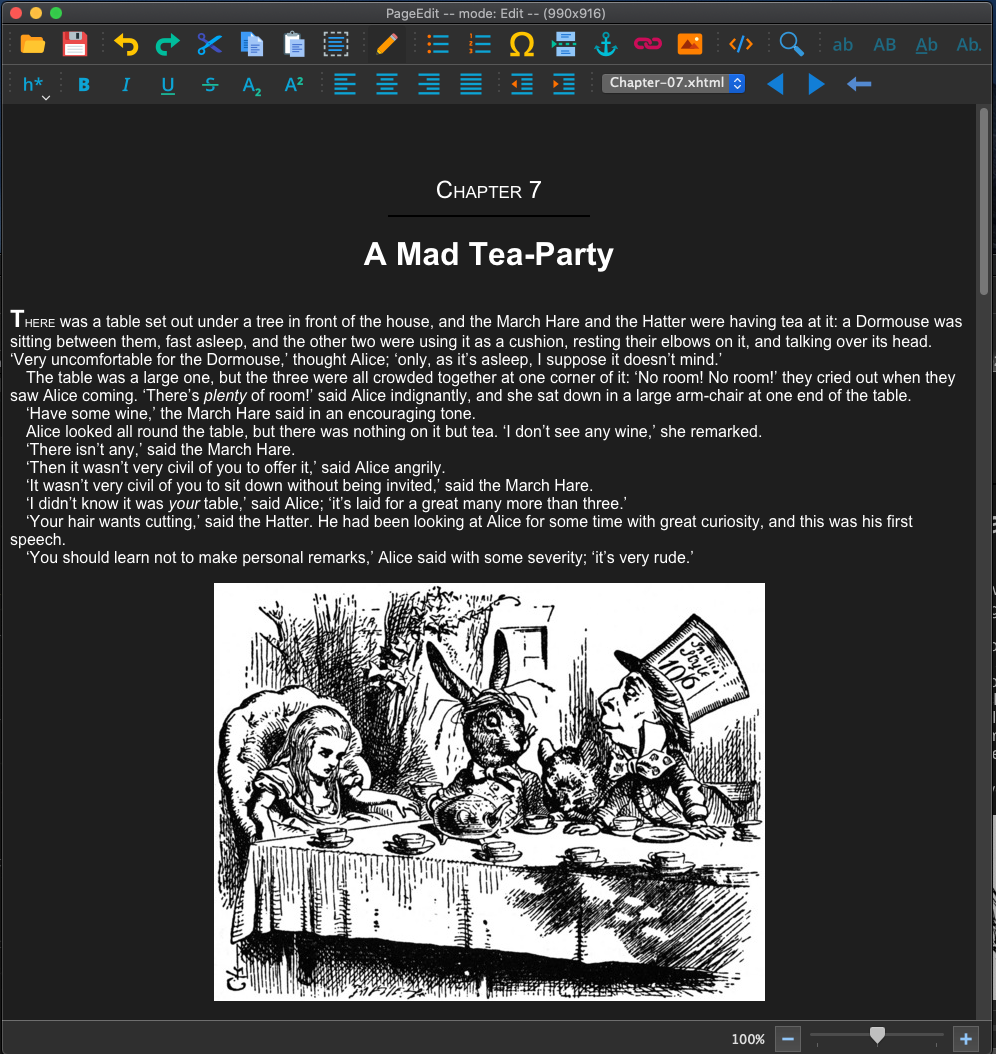 PageEdit -- mode: Edit -- (990x916)
ab AB Ab Ab.
h* B I U S A2 A² Chapter-07.xhtml
CHAPTER 7
A Mad Tea-Party
THERE was a table set out under a tree in front of the house, and the March Hare and the Hatter were having tea at it: a Dormouse was
sitting between them, fast asleep, and the other two were using it as a cushion, resting their elbows on it, and talking over its head.
‘Very uncomfortable for the Dormouse,’ thought Alice; ‘only, as it’s asleep, I suppose it doesn’t mind.’
The table was a large one, but the three were all crowded together at one corner of it: ‘No room! No room!’ they cried out when they
saw Alice coming. ‘There’s plenty of room!’ said Alice indignantly, and she sat down in a large arm-chair at one end of the table.
‘Have some wine,’ the March Hare said in an encouraging tone.
Alice looked all round the table, but there was nothing on it but tea. ‘I don’t see any wine,’ she remarked.
‘There isn’t any,’ said the March Hare.
‘Then it wasn’t very civil of you to offer it,’ said Alice angrily.
‘It wasn’t very civil of you to sit down without being invited,’ said the March Hare.
‘I didn’t know it was your table,’ said Alice; ‘it’s laid for a great many more than three.’
‘Your hair wants cutting,’ said the Hatter. He had been looking at Alice for some time with great curiosity, and this was his first
speech.
‘You should learn not to make personal remarks,’ Alice said with some severity; ‘it’s very rude.’
Style
10/6
100%